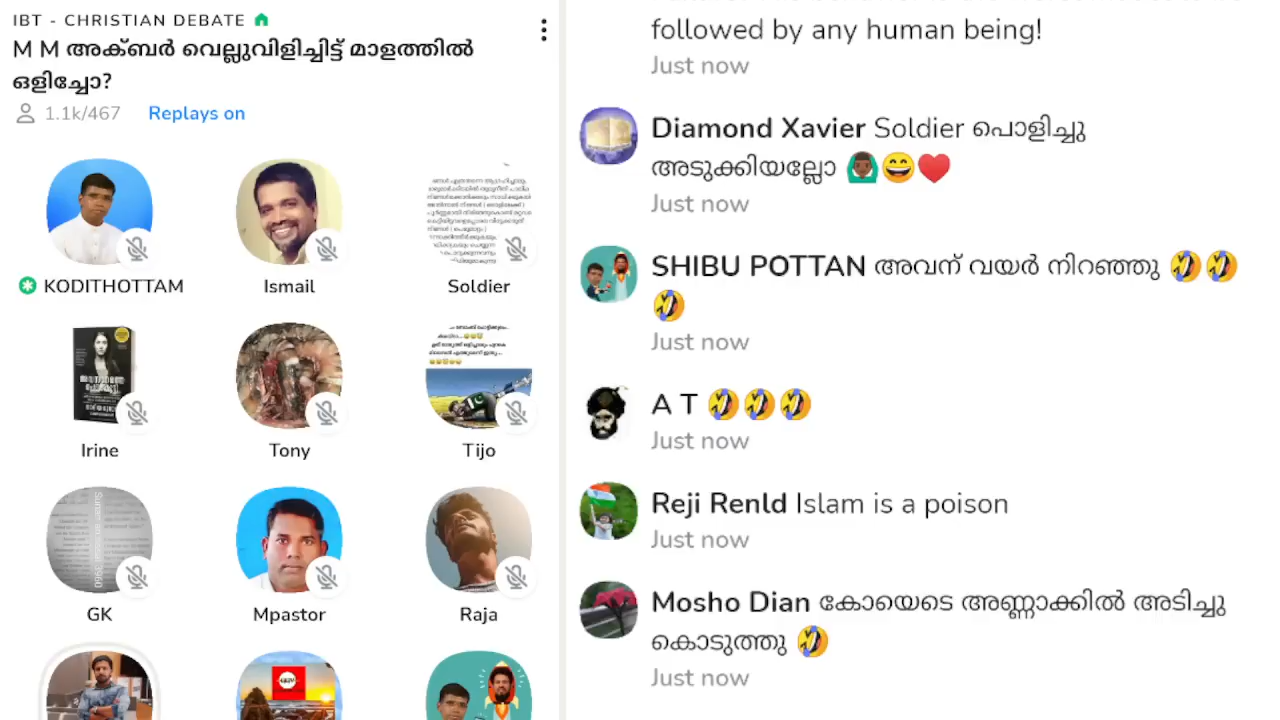 IBT - CHRISTIAN DEBATE
M M അക്ബർ വെല്ലുവിളിച്ചിട്ട് മാളത്തിൽ
ഒളിച്ചോ?
1.1k/467 Replays on
KODITHOTTAM
Ismail
Soldier
Irine
Tony
Tijo
GK
Mpastor
Raja
followed by any human being!
Just now
Diamond Xavier Soldier പൊളിച്ചു
അടുക്കിയല്ലോ 🙆🏾‍♂️😄❤️
Just now
SHIBU POTTAN അവന് വയർ നിറഞ്ഞു 🤣🤣
🤣
Just now
A T 🤣🤣🤣
Just now
Reji Renld Islam is a poison
Just now
Mosho Dian കോയെടെ അണ്ണാക്കിൽ അടിച്ചു
കൊടുത്തു 🤣
Just now